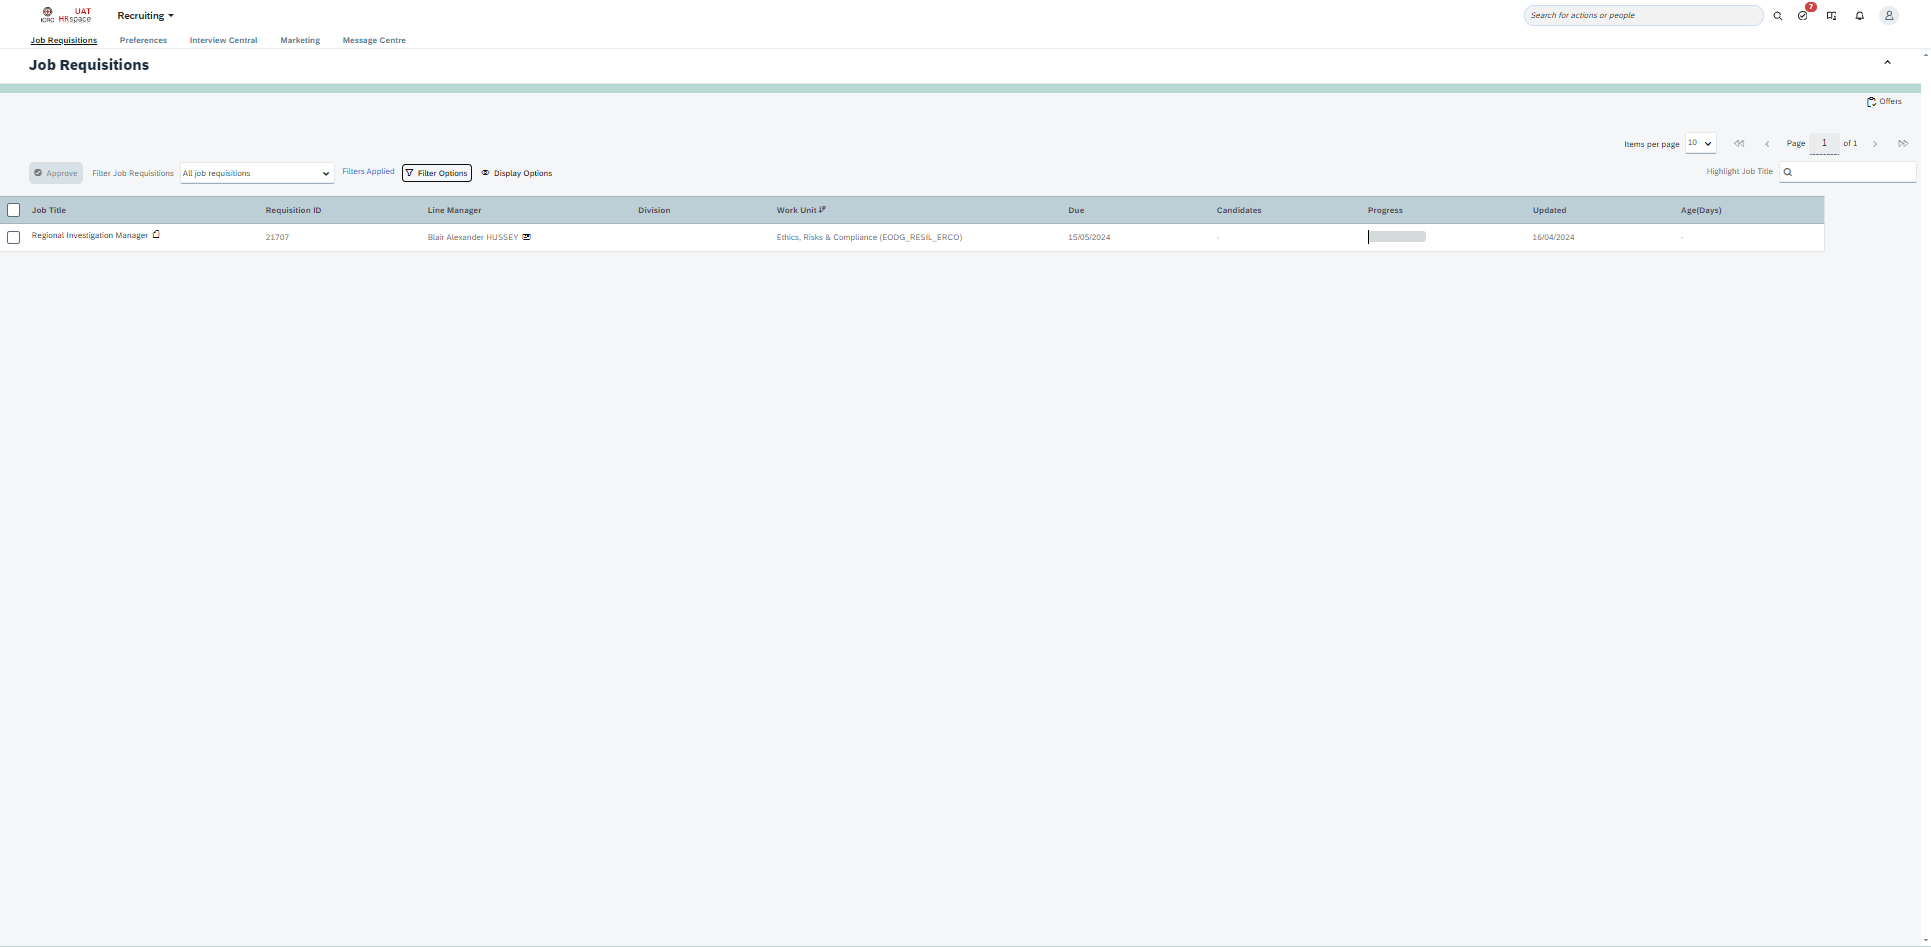 ICRC UAT HRspace
Recruiting
Search for actions or people
7
Job Requisitions Preferences Interview Central Marketing Message Centre
Job Requisitions
Offers
Items per page 10 Page 1 of 1
Approve Filter Job Requisitions All job requisitions Filters Applied Filter Options Display Options Highlight Job Title
Job Title Requisition ID Line Manager Division Work Unit Due Candidates Progress Updated Age(Days)
Regional Investigation Manager 21707 Blair Alexander HUSSEY Ethics, Risks & Compliance (EODG_RESIL_ERCO) 15/05/2024 - 16/04/2024 -